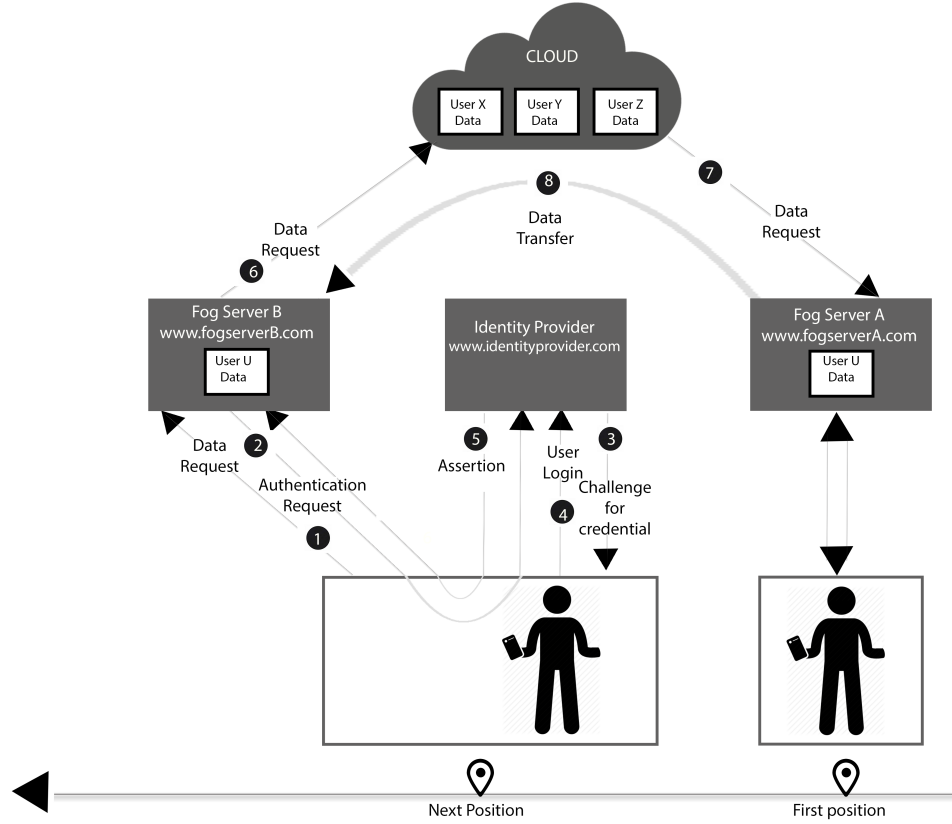 CLOUD
User X
Data
User Y
Data
User Z
Data
8
7
Data
Transfer
Data
Request
Data
Request
6
Fog Server B
www.fogserverB.com
User U
Data
Identity Provider
www.identityprovider.com
Fog Server A
www.fogserverA.com
User U
Data
Data
Request
2
5
Assertion
User
Login
3
Authentication
Request
Challenge
for
credential
4
1
Next Position
First position